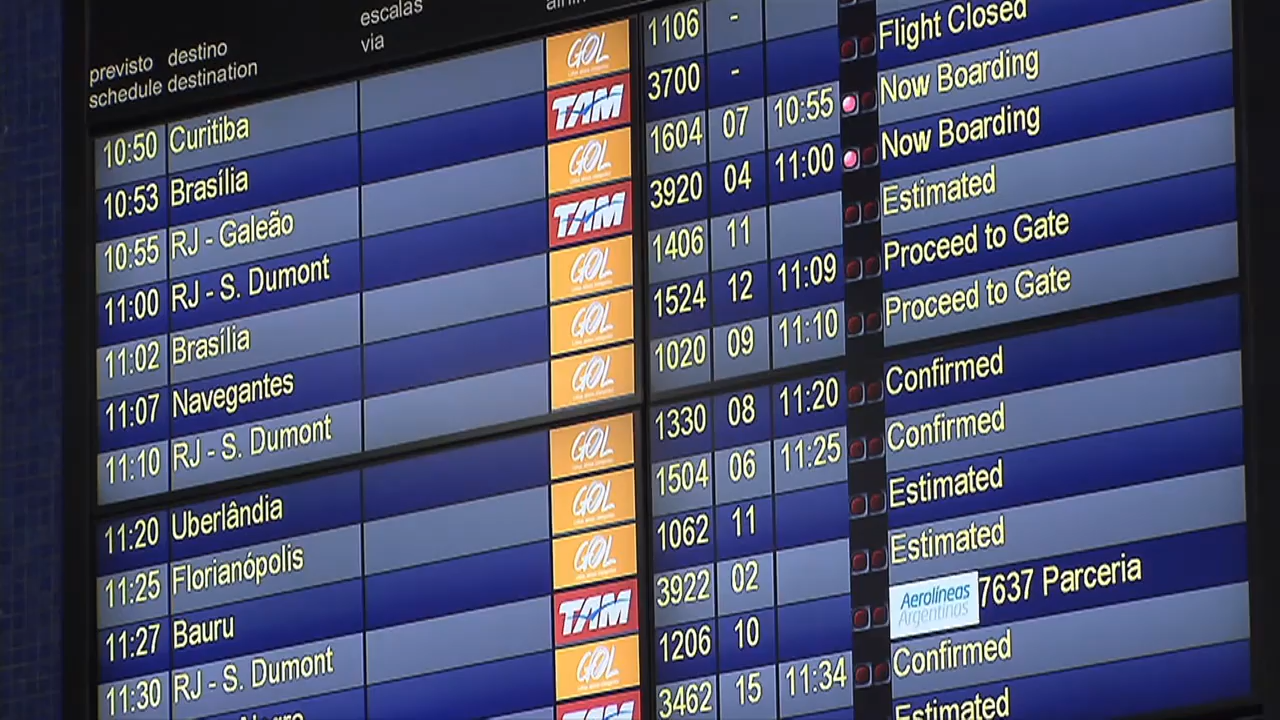 escalas
previsto destino via
schedule destination
10:50 Curitiba GOL 1106 -
10:53 Brasília TAM 3700 - Flight Closed
10:55 RJ - Galeão GOL 1604 07 10:55 Now Boarding
11:00 RJ - S. Dumont TAM 3920 04 11:00 Now Boarding
11:02 Brasília GOL 1406 11 Estimated
11:07 Navegantes GOL 1524 12 11:09 Proceed to Gate
11:10 RJ - S. Dumont GOL 1020 09 11:10 Proceed to Gate
11:20 Uberlândia GOL 1330 08 11:20 Confirmed
11:25 Florianópolis GOL 1504 06 11:25 Confirmed
11:27 Bauru GOL 1062 11 Estimated
11:30 RJ - S. Dumont TAM 3922 02 Estimated
GOL 1206 10 Aerolíneas Argentinas 7637 Parceria
TAM 3462 15 11:34 Confirmed
Estimated